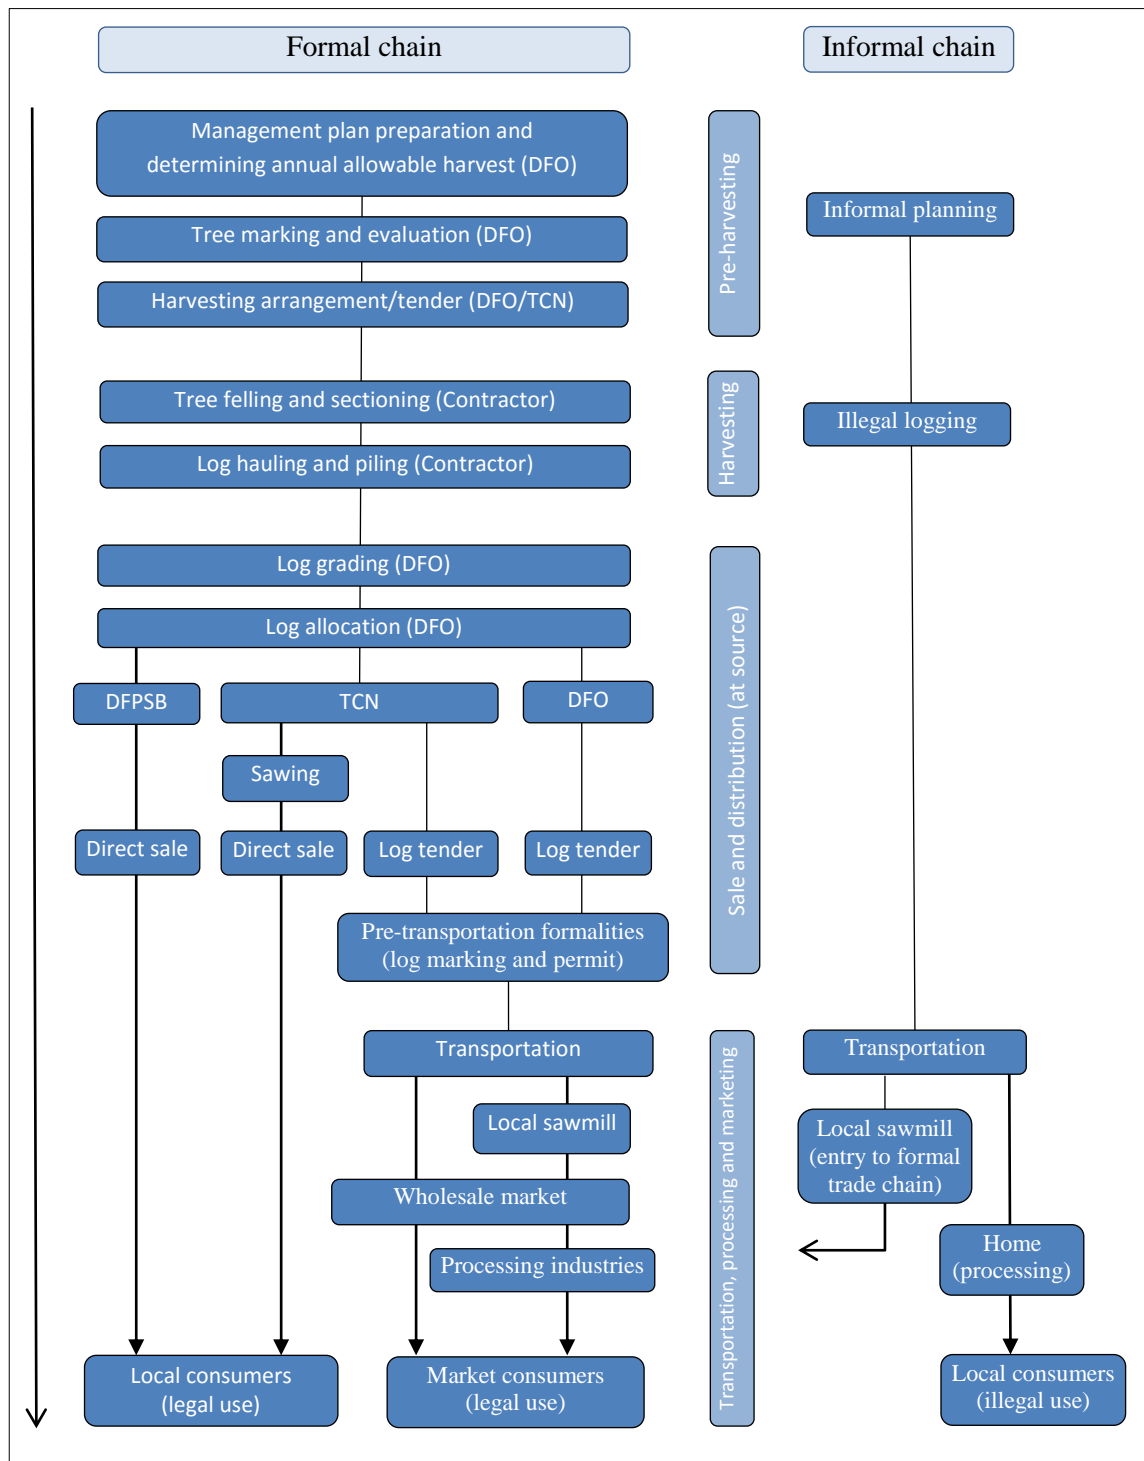 Formal chain
Informal chain
Management plan preparation and
determining annual allowable harvest (DFO)
Pre-harvesting
Informal planning
Tree marking and evaluation (DFO)
Harvesting arrangement/tender (DFO/TCN)
Tree felling and sectioning (Contractor)
Harvesting
Illegal logging
Log hauling and piling (Contractor)
Log grading (DFO)
Sale and distribution (at source)
Log allocation (DFO)
DFPSB
TCN
DFO
Sawing
Direct sale
Direct sale
Log tender
Log tender
Pre-transportation formalities
(log marking and permit)
Transportation
Transportation, processing and marketing
Transportation
Local sawmill
Local sawmill
(entry to formal
trade chain)
Wholesale market
Processing industries
Home
(processing)
Local consumers
(legal use)
Market consumers
(legal use)
Local consumers
(illegal use)